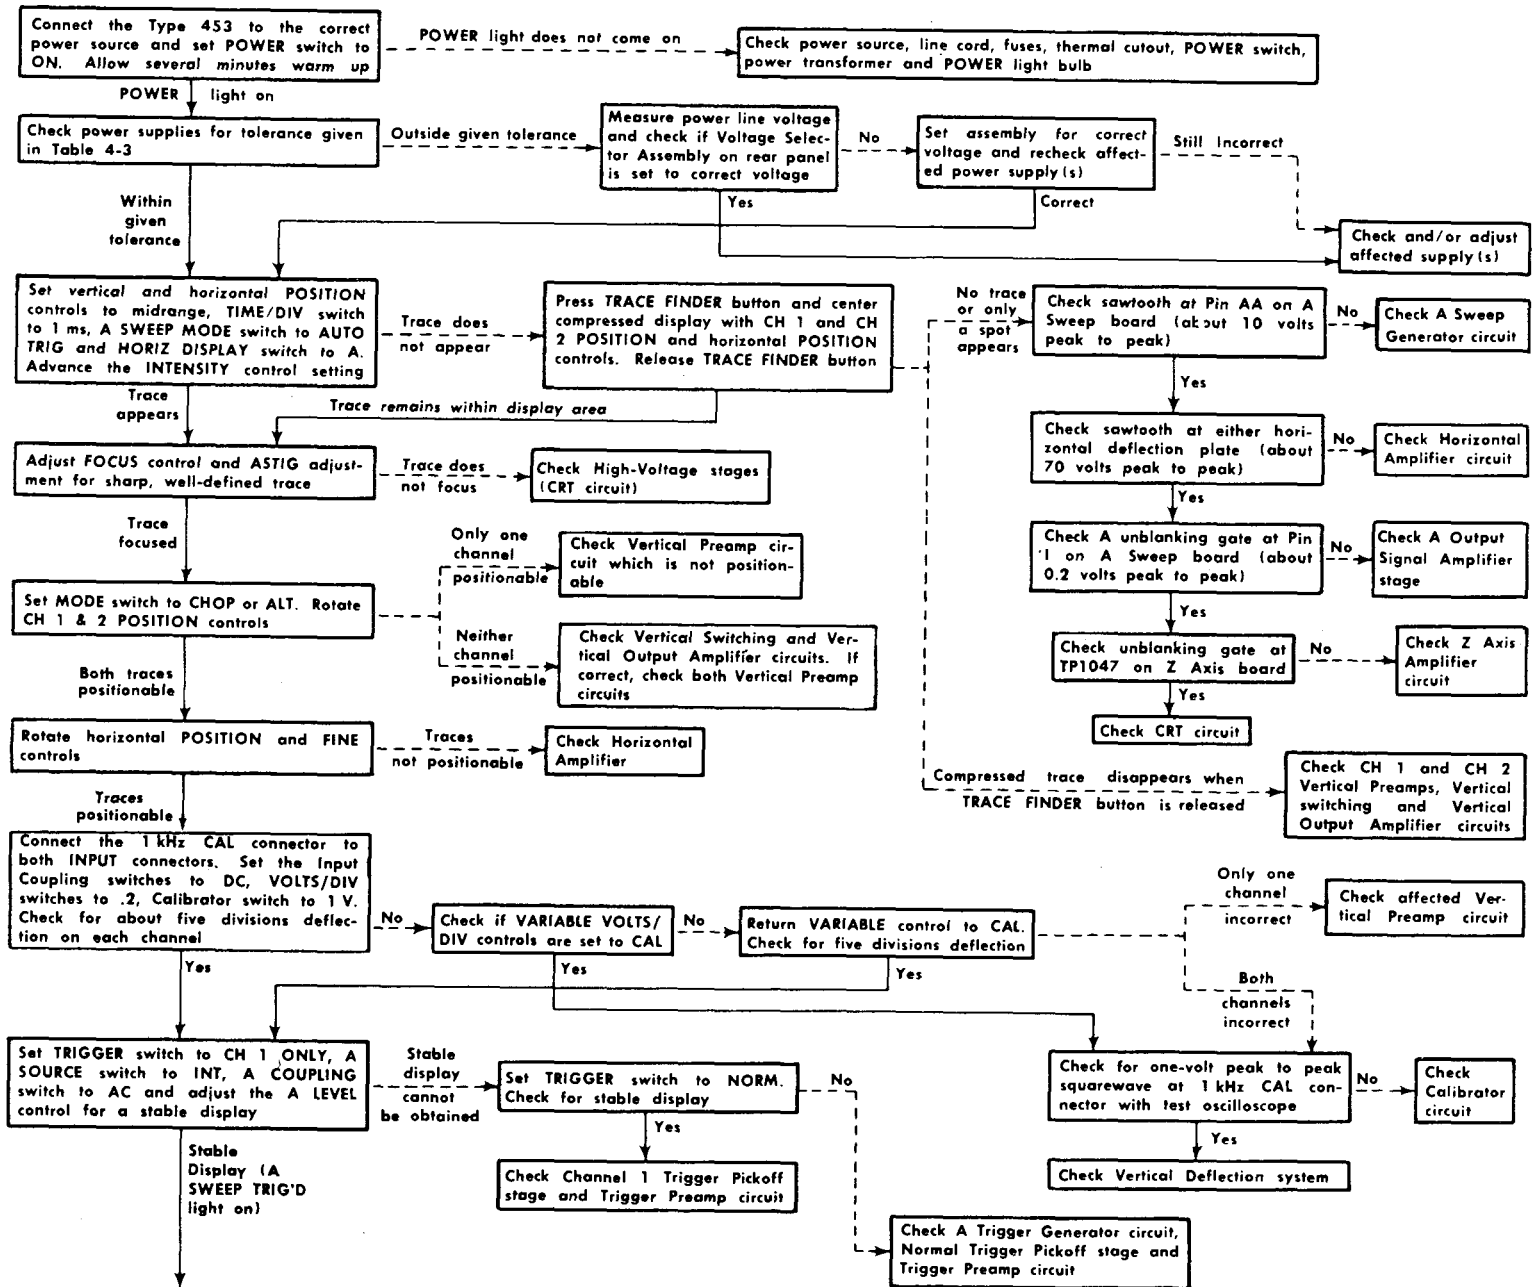 Connect the Type 453 to the correct
power source and set POWER switch to
ON. Allow several minutes warm up
POWER light does not come on
Check power source, line cord, fuses, thermal cutout, POWER switch,
power transformer and POWER light bulb
POWER light on
Check power supplies for tolerance given
in Table 4-3
Outside given tolerance
Measure power line voltage
and check if Voltage Selec-
tor Assembly on rear panel
is set to correct voltage
No
Set assembly for correct
voltage and recheck affect-
ed power supply(s)
Still Incorrect
Yes
Correct
Within
given
tolerance
Check and/or adjust
affected supply(s)
Set vertical and horizontal POSITION
controls to midrange, TIME/DIV switch
to 1 ms, A SWEEP MODE switch to AUTO
TRIG and HORIZ DISPLAY switch to A.
Advance the INTENSITY control setting
Trace does
not appear
Press TRACE FINDER button and center
compressed display with CH 1 and CH
2 POSITION and horizontal POSITION
controls. Release TRACE FINDER button
No trace
or only
a spot
appears
Check sawtooth at Pin AA on A
Sweep board (about 10 volts
peak to peak)
No
Check A Sweep
Generator circuit
Yes
Trace
appears
Trace remains within display area
Check sawtooth at either hori-
zontal deflection plate (about
70 volts peak to peak)
No
Check Horizontal
Amplifier circuit
Yes
Adjust FOCUS control and ASTIG adjust-
ment for sharp, well-defined trace
Trace does
not focus
Check High-Voltage stages
(CRT circuit)
Trace
focused
Check A unblanking gate at Pin
I on A Sweep board (about
0.2 volts peak to peak)
No
Check A Output
Signal Amplifier
stage
Yes
Only one
channel
positionable
Check Vertical Preamp cir-
cuit which is not position-
able
Set MODE switch to CHOP or ALT. Rotate
CH 1 & 2 POSITION controls
Neither
channel
positionable
Check Vertical Switching and Ver-
tical Output Amplifier circuits. If
correct, check both Vertical Preamp
circuits
Check unblanking gate at
TP1047 on Z Axis board
No
Check Z Axis
Amplifier
circuit
Yes
Check CRT circuit
Both traces
positionable
Rotate horizontal POSITION and FINE
controls
Traces
not positionable
Check Horizontal
Amplifier
Compressed trace disappears when
TRACE FINDER button is released
Check CH 1 and CH 2
Vertical Preamps, Vertical
switching and Vertical
Output Amplifier circuits
Traces
positionable
Connect the 1 kHz CAL connector to
both INPUT connectors. Set the Input
Coupling switches to DC, VOLTS/DIV
switches to .2, Calibrator switch to 1 V.
Check for about five divisions deflec-
tion on each channel
No
Check if VARIABLE VOLTS/
DIV controls are set to CAL
No
Return VARIABLE control to CAL.
Check for five divisions deflection
Only one
channel
incorrect
Check affected Ver-
tical Preamp circuit
Yes
Yes
Yes
Both
channels
incorrect
Set TRIGGER switch to CH 1 ONLY, A
SOURCE switch to INT, A COUPLING
switch to AC and adjust the A LEVEL
control for a stable display
Stable
display
cannot
be obtained
Set TRIGGER switch to NORM.
Check for stable display
No
Check for one-volt peak to peak
squarewave at 1 kHz CAL con-
nector with test oscilloscope
No
Check
Calibrator
circuit
Yes
Yes
Check Channel 1 Trigger Pickoff
stage and Trigger Preamp circuit
Check Vertical Deflection system
Stable
Display (A
SWEEP TRIG'D
light on)
Check A Trigger Generator circuit,
Normal Trigger Pickoff stage and
Trigger Preamp circuit